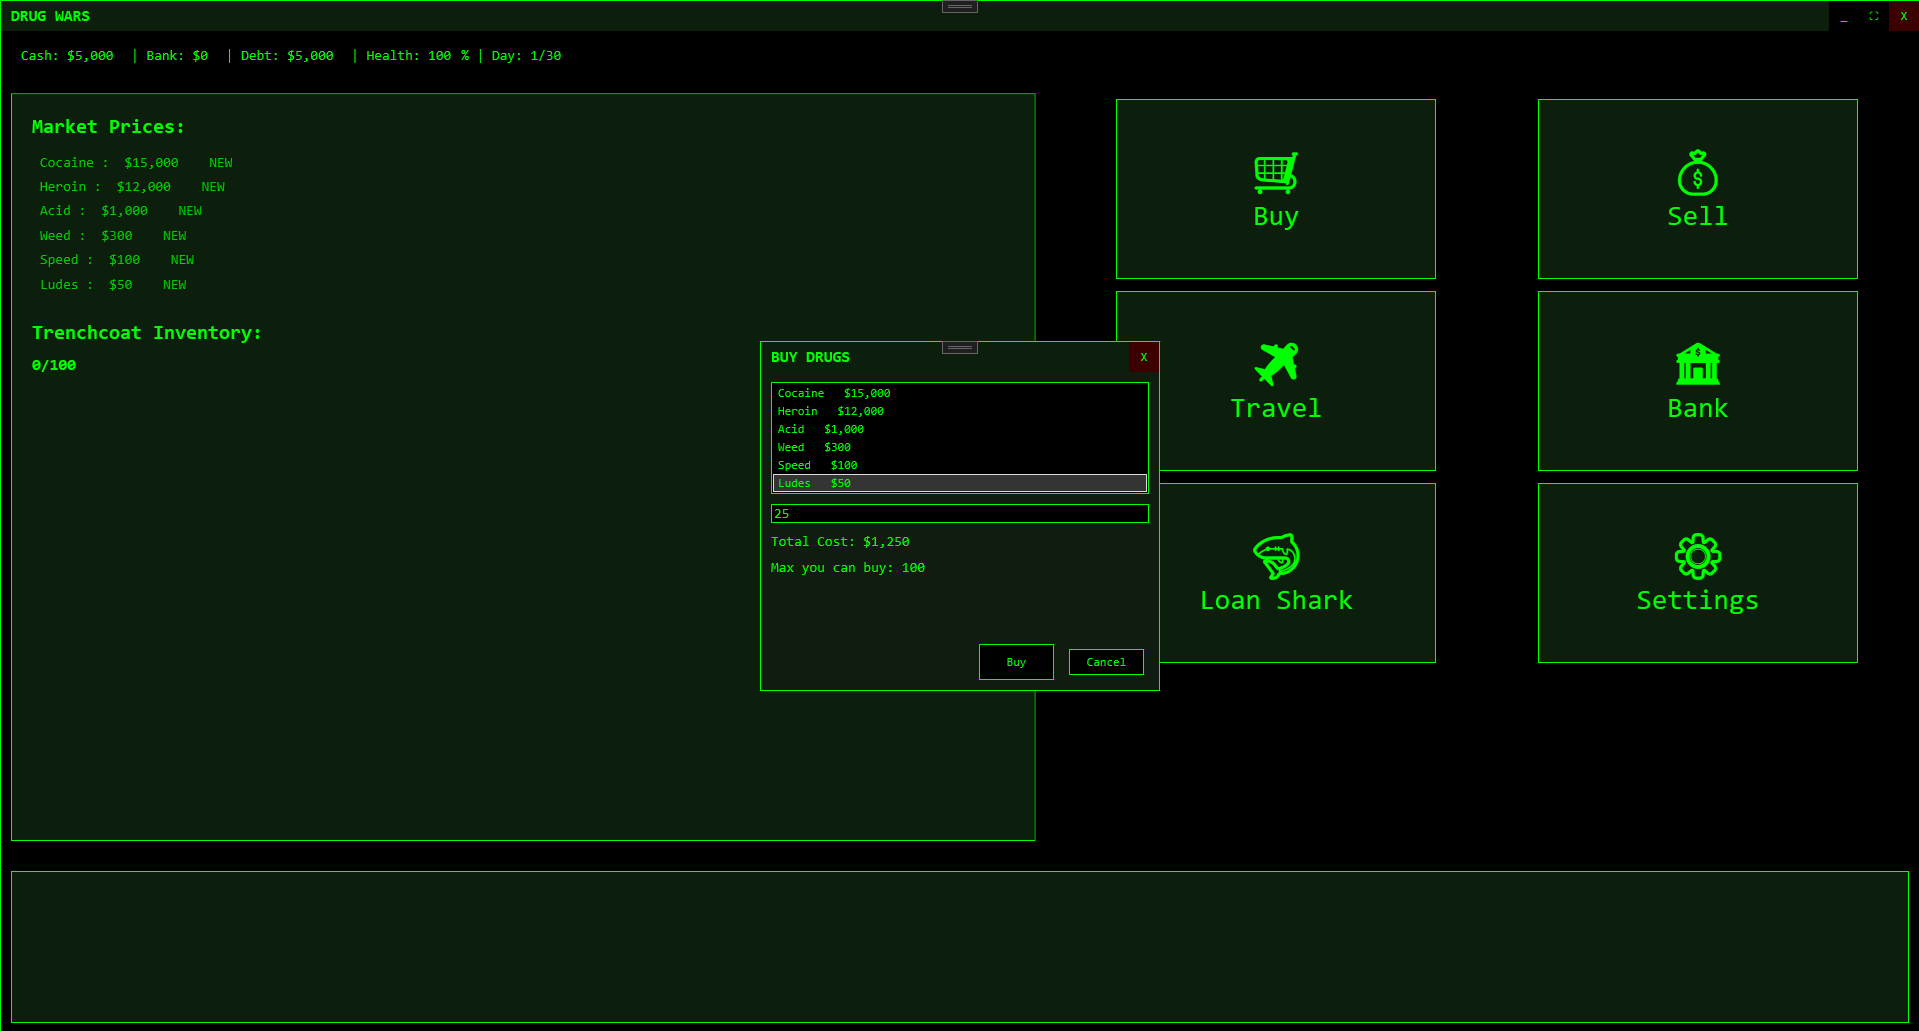 DRUG WARS
_ X
Cash: $5,000 | Bank: $0 | Debt: $5,000 | Health: 100 % | Day: 1/30
Market Prices:
Cocaine : $15,000 NEW
Heroin : $12,000 NEW
Acid : $1,000 NEW
Weed : $300 NEW
Speed : $100 NEW
Ludes : $50 NEW
Trenchcoat Inventory:
0/100
BUY DRUGS X
Cocaine $15,000
Heroin $12,000
Acid $1,000
Weed $300
Speed $100
Ludes $50
25
Total Cost: $1,250
Max you can buy: 100
Buy Cancel
Buy
$
Sell
Travel
$
Bank
Loan Shark
Settings